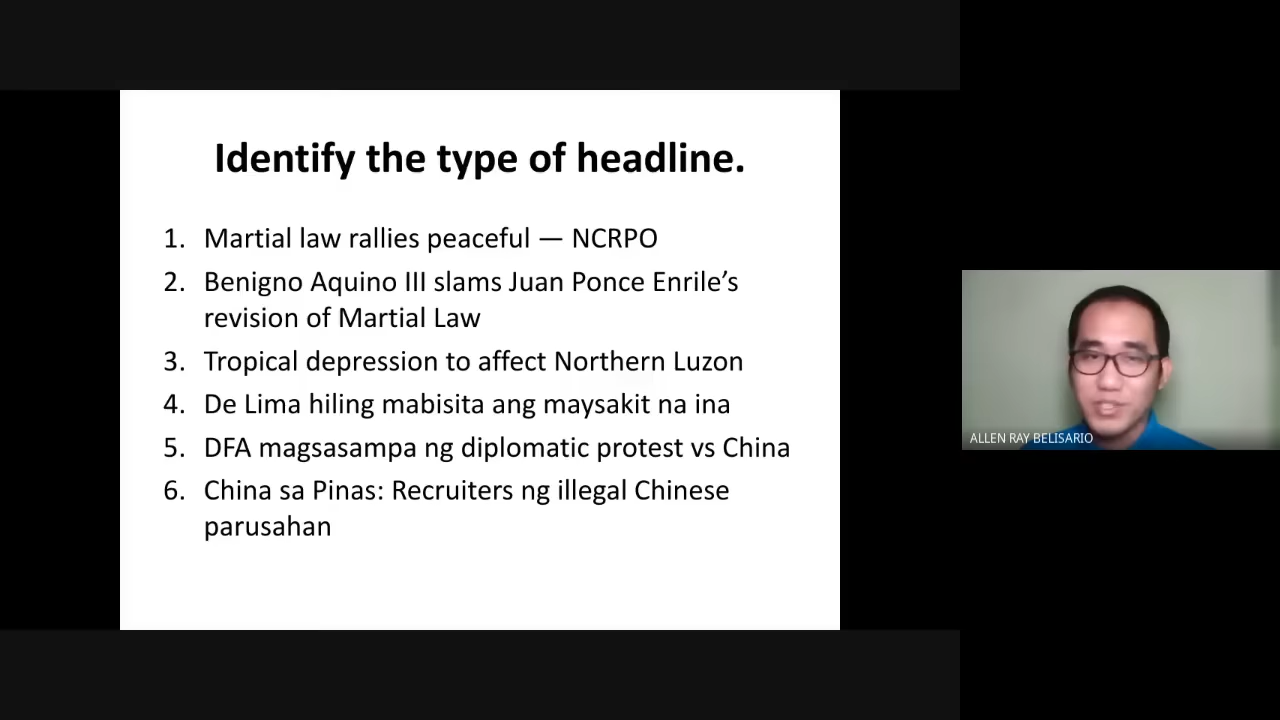 Identify the type of headline.
1. Martial law rallies peaceful — NCRPO
2. Benigno Aquino III slams Juan Ponce Enrile’s
revision of Martial Law
3. Tropical depression to affect Northern Luzon
4. De Lima hiling mabisita ang maysakit na ina
5. DFA magsasampa ng diplomatic protest vs China
6. China sa Pinas: Recruiters ng illegal Chinese
parusahan
ALLEN RAY BELISARIO